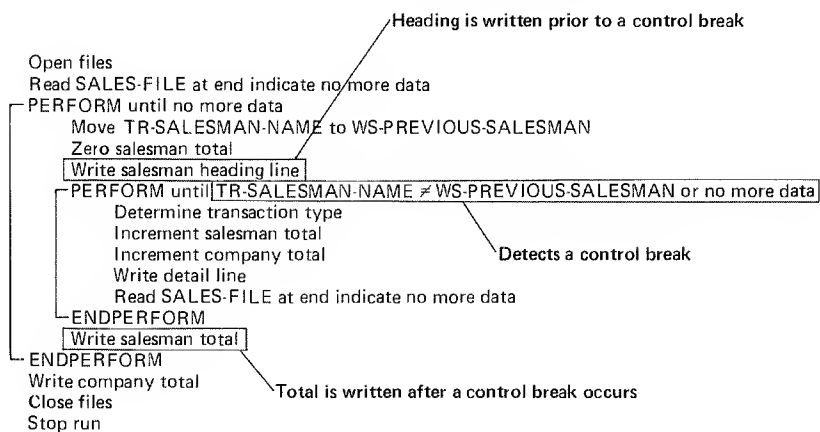 Heading is written prior to a control break
Open files
Read SALES-FILE at end indicate no more data
PERFORM until no more data
Move TR-SALESMAN-NAME to WS-PREVIOUS-SALESMAN
Zero salesman total
Write salesman heading line
PERFORM until TR-SALESMAN-NAME ≠ WS-PREVIOUS-SALESMAN or no more data
Determine transaction type
Increment salesman total
Increment company total
Detects a control break
Write detail line
Read SALES-FILE at end indicate no more data
ENDPERFORM
Write salesman total
ENDPERFORM
Write company total
Total is written after a control break occurs
Close files
Stop run